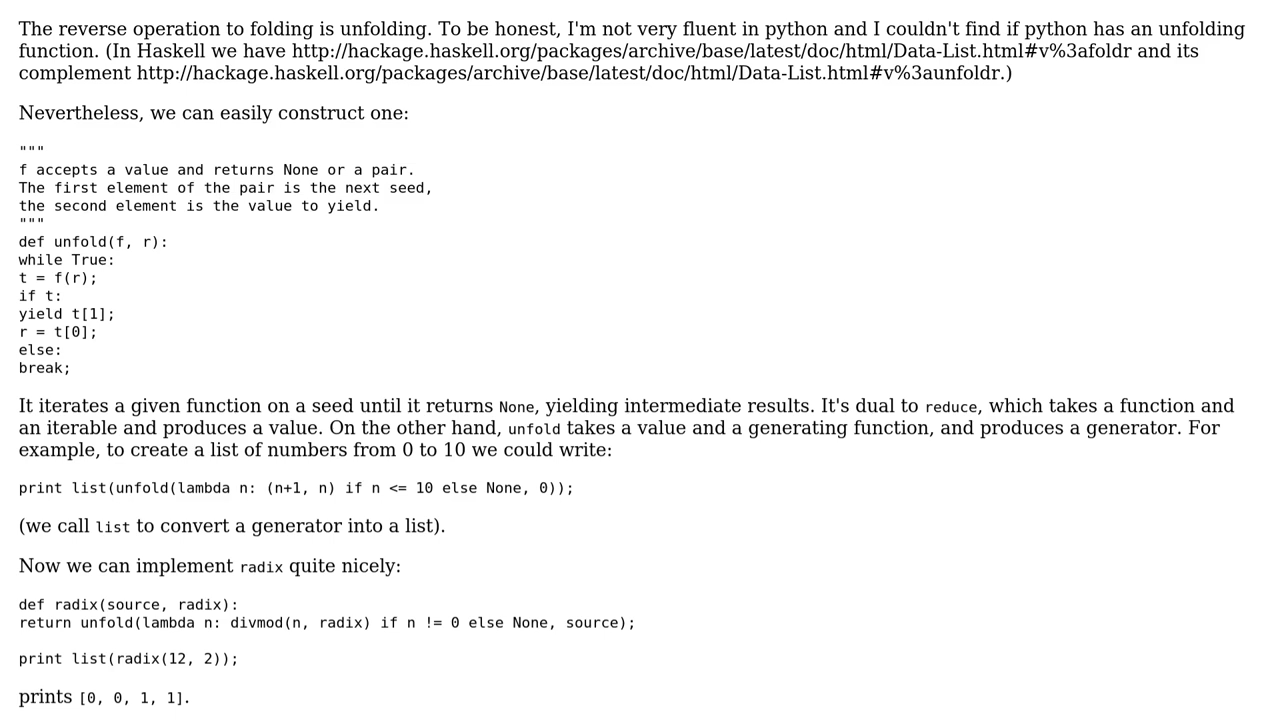 The reverse operation to folding is unfolding. To be honest, I'm not very fluent in python and I couldn't find if python has an unfolding
function. (In Haskell we have http://hackage.haskell.org/packages/archive/base/latest/doc/html/Data-List.html#v%3afoldr and its
complement http://hackage.haskell.org/packages/archive/base/latest/doc/html/Data-List.html#v%3aunfoldr.)
Nevertheless, we can easily construct one:
"""
f accepts a value and returns None or a pair.
The first element of the pair is the next seed,
the second element is the value to yield.
"""
def unfold(f, r):
while True:
t = f(r);
if t:
yield t[1];
r = t[0];
else:
break;
It iterates a given function on a seed until it returns None, yielding intermediate results. It's dual to reduce, which takes a function and
an iterable and produces a value. On the other hand, unfold takes a value and a generating function, and produces a generator. For
example, to create a list of numbers from 0 to 10 we could write:
print list(unfold(lambda n: (n+1, n) if n <= 10 else None, 0));
(we call list to convert a generator into a list).
Now we can implement radix quite nicely:
def radix(source, radix):
return unfold(lambda n: divmod(n, radix) if n != 0 else None, source);
print list(radix(12, 2));
prints [0, 0, 1, 1].